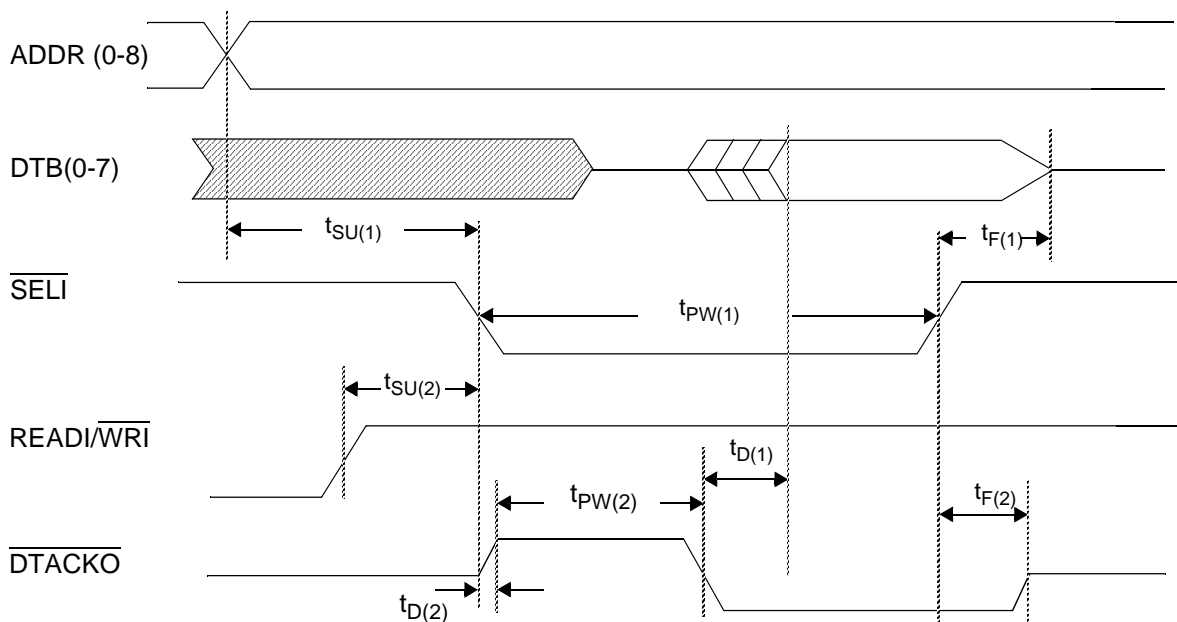 ADDR (0-8)
DTB(0-7)
tSU(1)
tF(1)
SELI
tPW(1)
tSU(2)
READI/WRI
tD(1)
tPW(2)
tF(2)
DTACKO
tD(2)